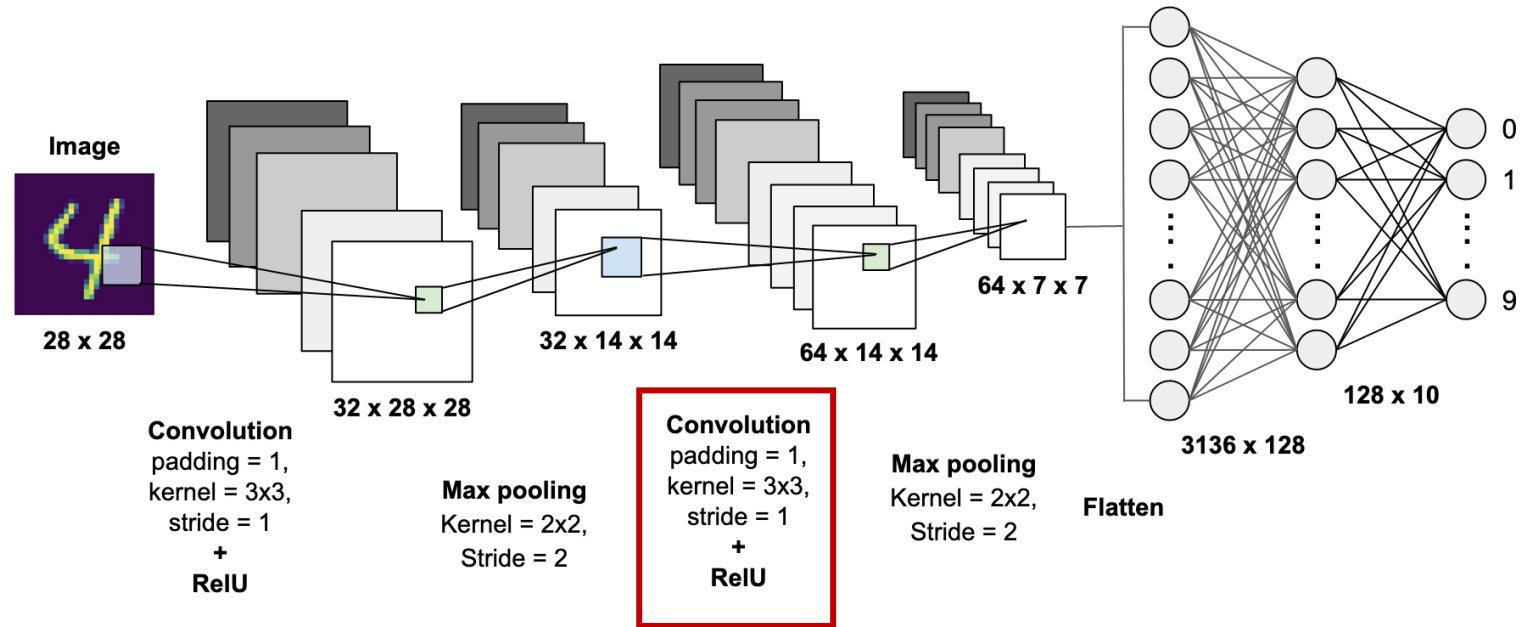 Image
28 x 28
Convolution
padding = 1,
kernel = 3x3,
stride = 1
+
RelU
32 x 28 x 28
Max pooling
Kernel = 2x2,
Stride = 2
32 x 14 x 14
Convolution
padding = 1,
kernel = 3x3,
stride = 1
+
RelU
64 x 14 x 14
Max pooling
Kernel = 2x2,
Stride = 2
64 x 7 x 7
Flatten
3136 x 128
128 x 10
0
1
9